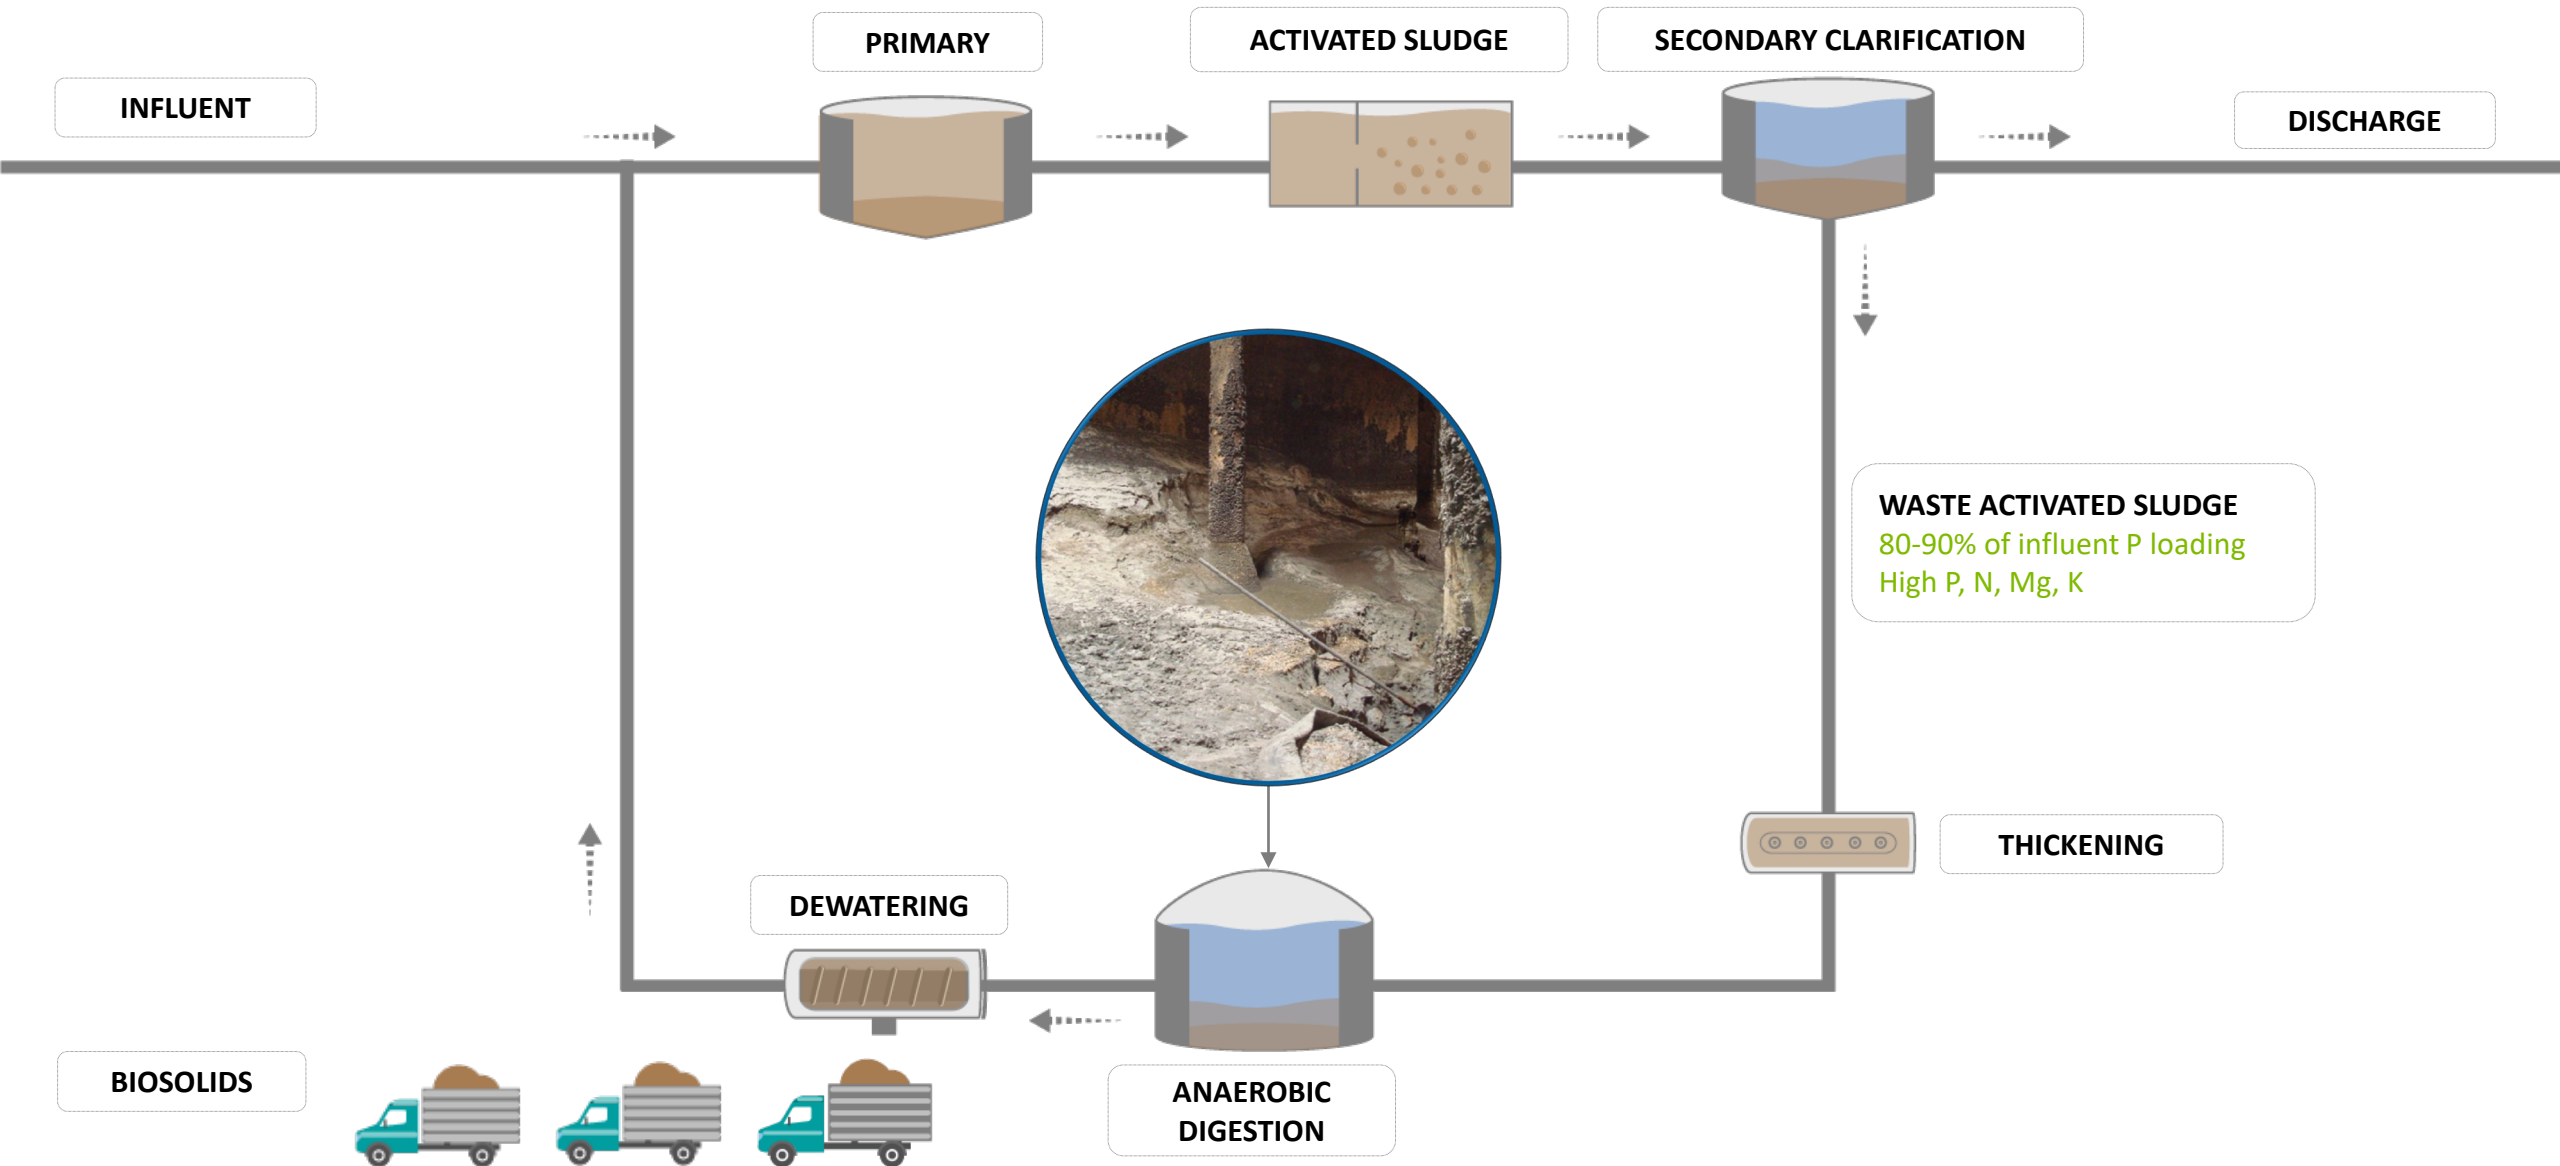 PRIMARY
ACTIVATED SLUDGE
SECONDARY CLARIFICATION
INFLUENT
DISCHARGE
WASTE ACTIVATED SLUDGE
80-90% of influent P loading
High P, N, Mg, K
THICKENING
DEWATERING
BIOSOLIDS
ANAEROBIC
DIGESTION